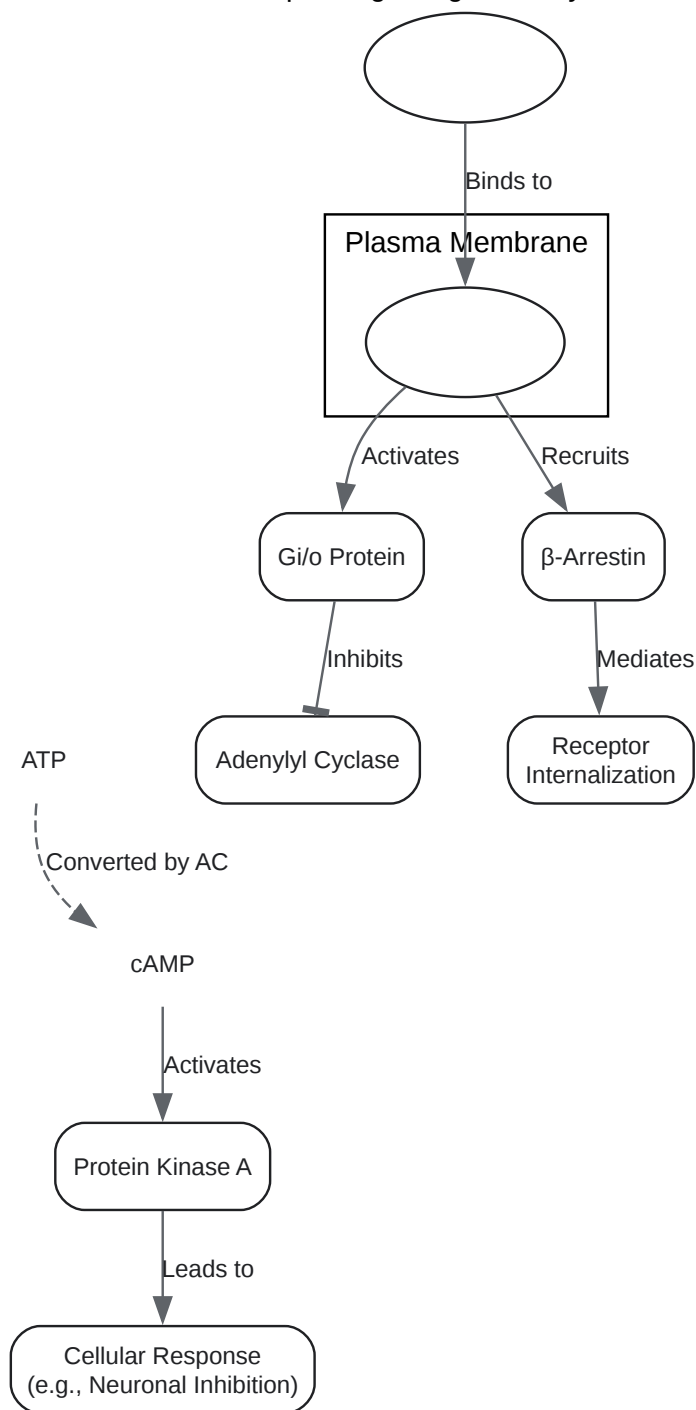 Binds to
Plasma Membrane
Activates
Recruits
Gi/o Protein
β-Arrestin
Inhibits
Mediates
ATP
Adenylyl Cyclase
Receptor
Internalization
Converted by AC
cAMP
Activates
Protein Kinase A
Leads to
Cellular Response
(e.g., Neuronal Inhibition)